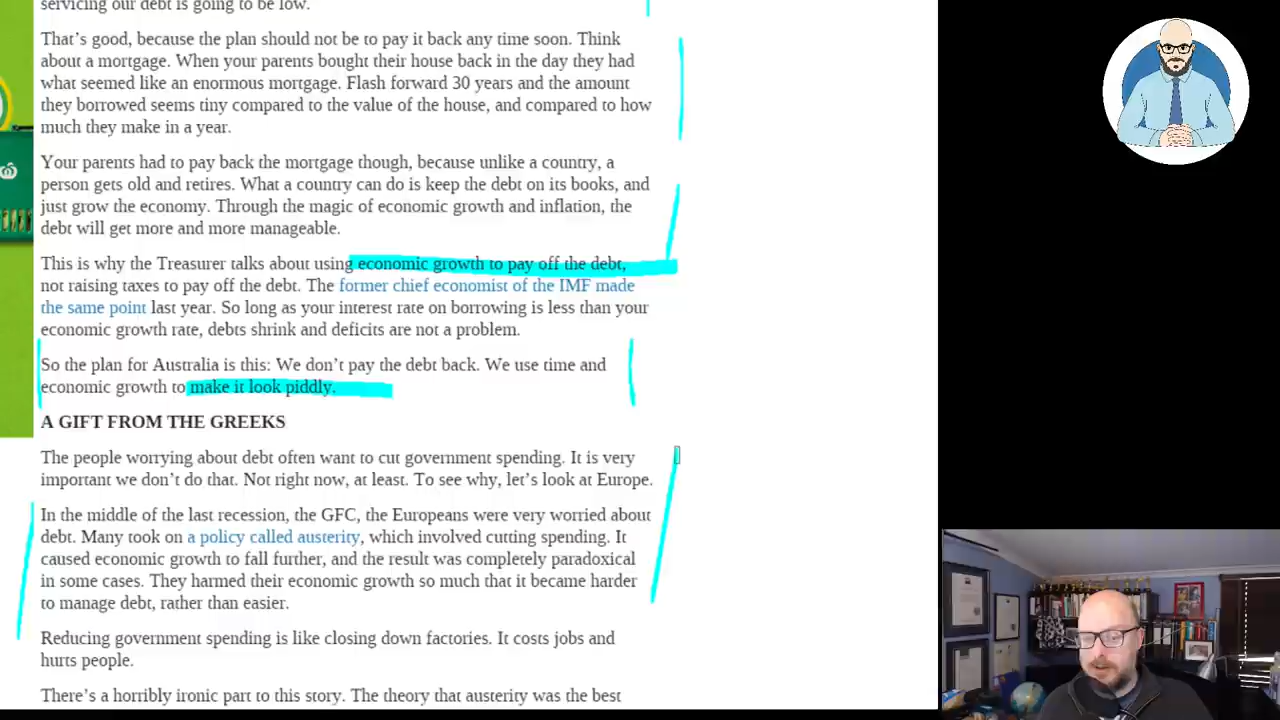 servicing our debt is going to be low.
That’s good, because the plan should not be to pay it back any time soon. Think
about a mortgage. When your parents bought their house back in the day they had
what seemed like an enormous mortgage. Flash forward 30 years and the amount
they borrowed seems tiny compared to the value of the house, and compared to how
much they make in a year.
Your parents had to pay back the mortgage though, because unlike a country, a
person gets old and retires. What a country can do is keep the debt on its books, and
just grow the economy. Through the magic of economic growth and inflation, the
debt will get more and more manageable.
This is why the Treasurer talks about using economic growth to pay off the debt,
not raising taxes to pay off the debt. The former chief economist of the IMF made
the same point last year. So long as your interest rate on borrowing is less than your
economic growth rate, debts shrink and deficits are not a problem.
So the plan for Australia is this: We don’t pay the debt back. We use time and
economic growth to make it look piddly.
A GIFT FROM THE GREEKS
The people worrying about debt often want to cut government spending. It is very
important we don’t do that. Not right now, at least. To see why, let’s look at Europe.
In the middle of the last recession, the GFC, the Europeans were very worried about
debt. Many took on a policy called austerity, which involved cutting spending. It
caused economic growth to fall further, and the result was completely paradoxical
in some cases. They harmed their economic growth so much that it became harder
to manage debt, rather than easier.
Reducing government spending is like closing down factories. It costs jobs and
hurts people.
There’s a horribly ironic part to this story. The theory that austerity was the best